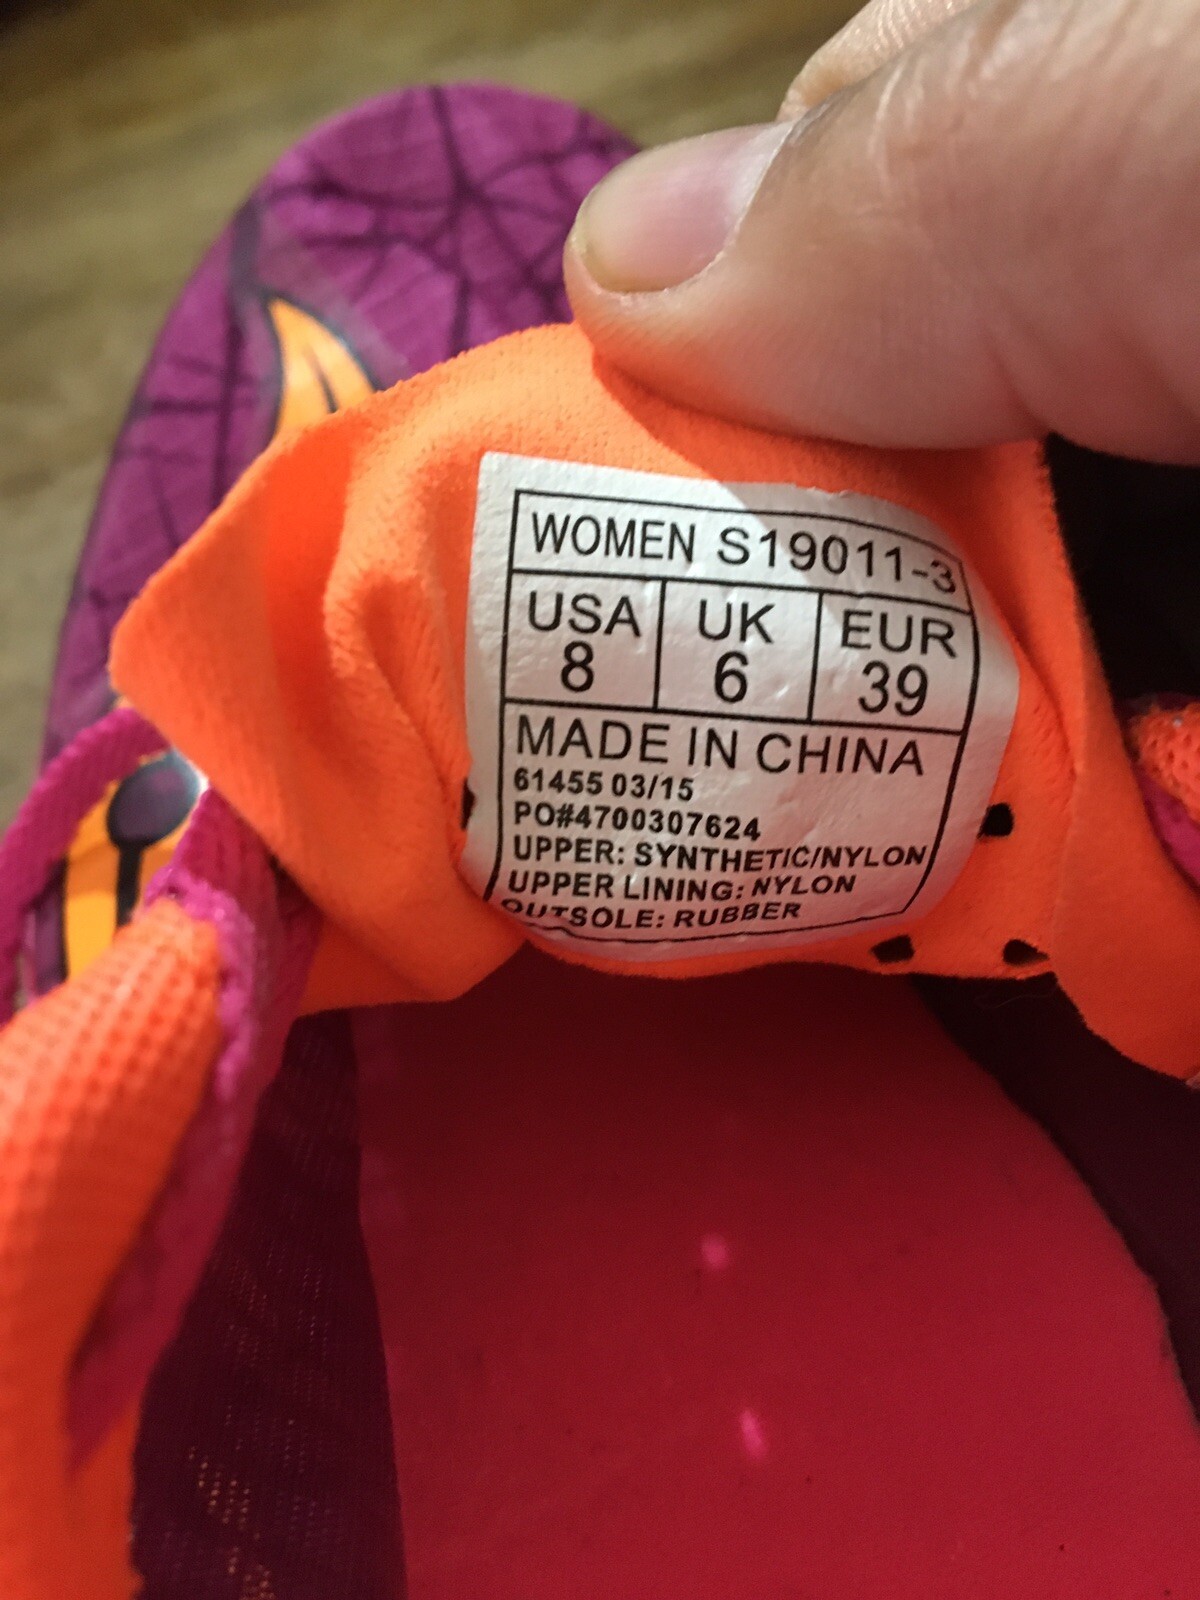 WOMEN S19011-3
USA UK EUR
8 6 39
MADE IN CHINA
61455 03/15
PO#4700307624
UPPER: SYNTHETIC/NYLON
UPPER LINING: NYLON
OUTSOLE: RUBBER